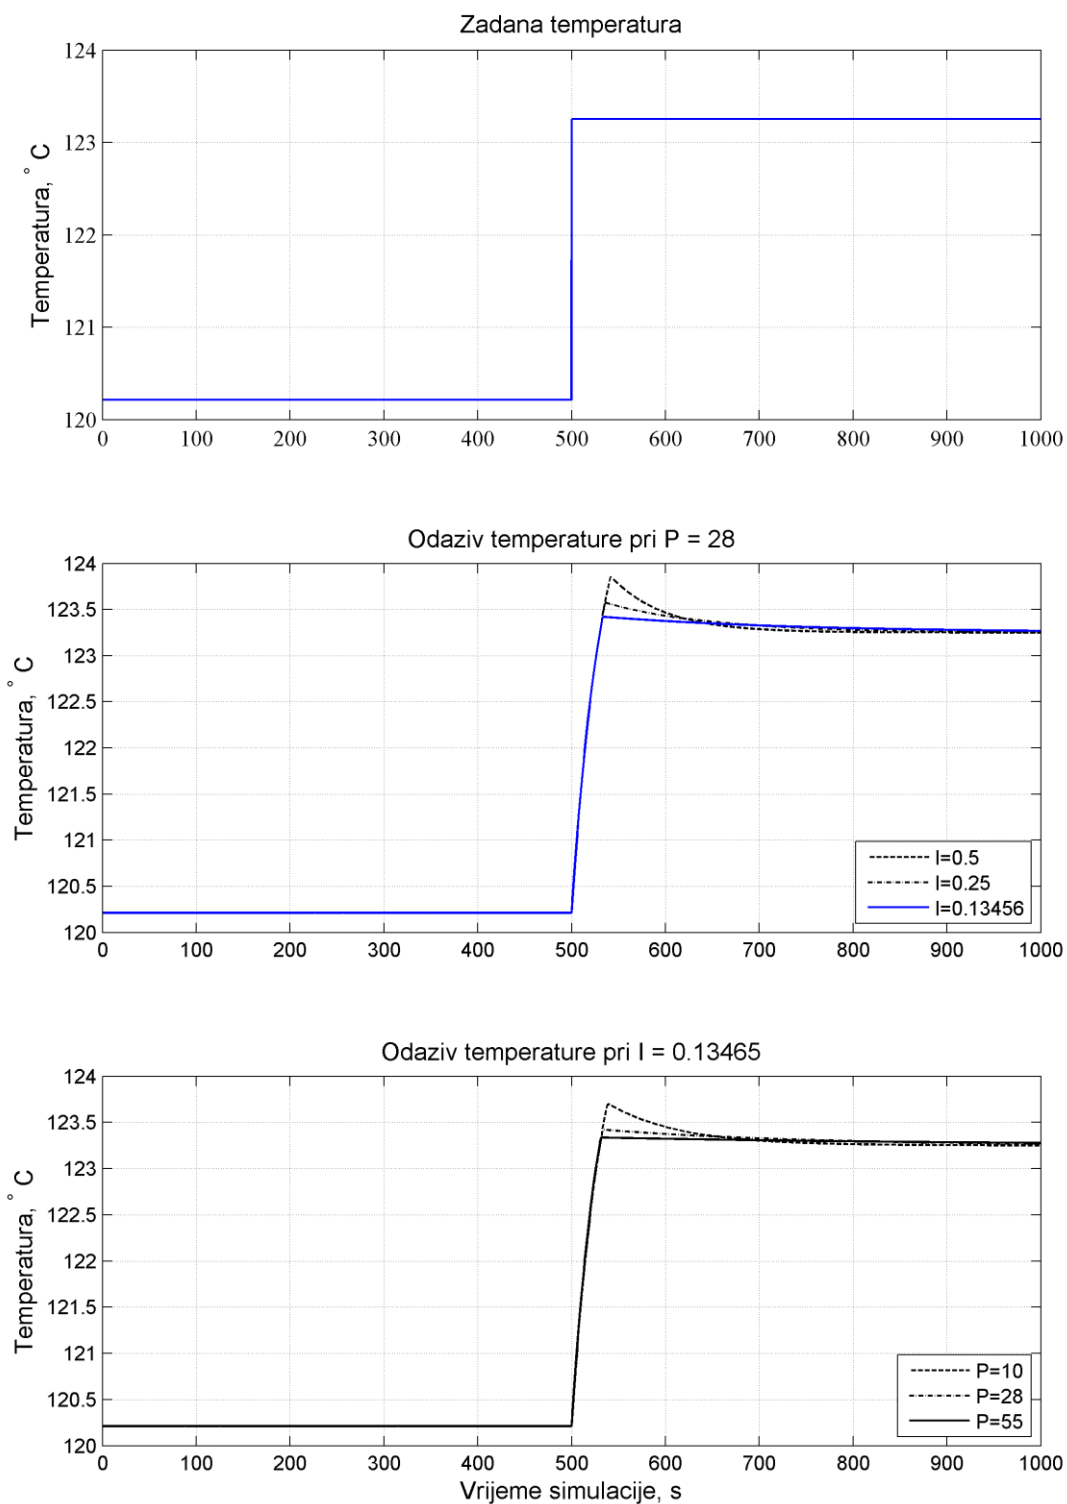 Zadana temperatura
124
123
122
121
120
Temperatura, ° C
0 100 200 300 400 500 600 700 800 900 1000
Odaziv temperature pri P = 28
124
123.5
123
122.5
122
121.5
121
120.5
120
Temperatura, ° C
I=0.5
I=0.25
I=0.13456
0 100 200 300 400 500 600 700 800 900 1000
Odaziv temperature pri I = 0.13465
124
123.5
123
122.5
122
121.5
121
120.5
120
Temperatura, ° C
P=10
P=28
P=55
0 100 200 300 400 500 600 700 800 900 1000
Vrijeme simulacije, s